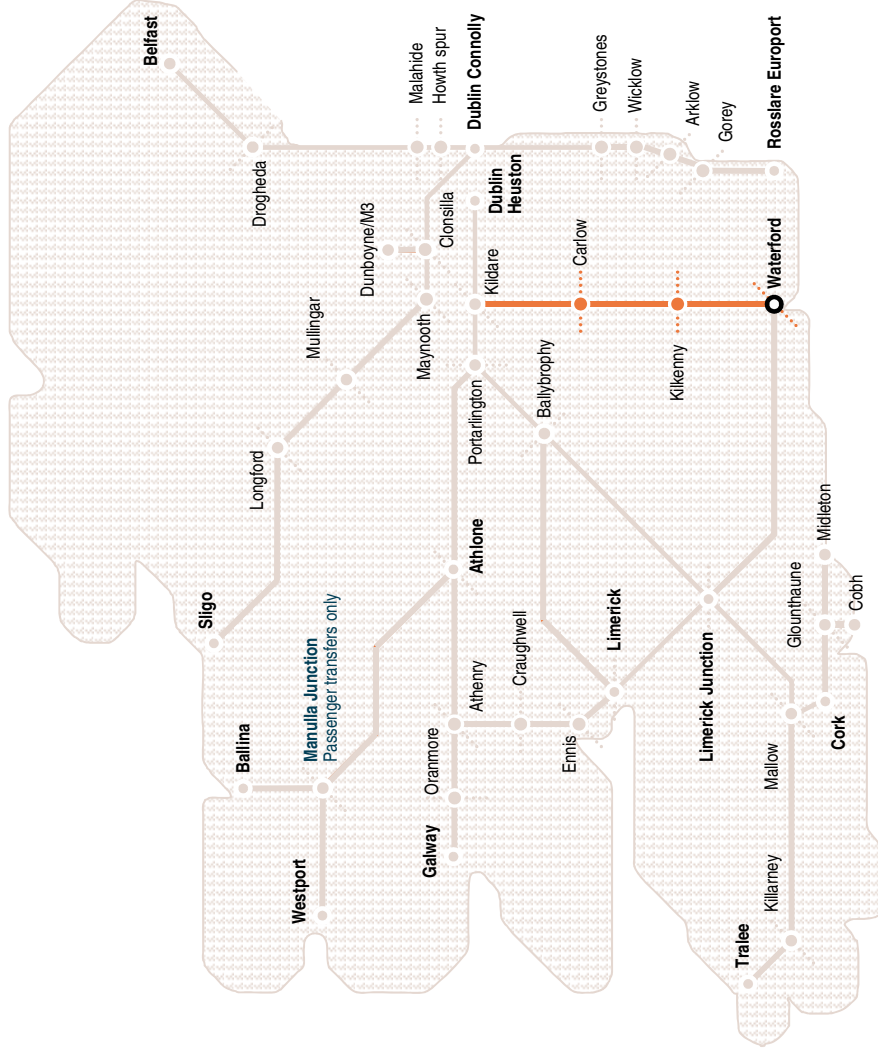 Belfast
Drogheda
Malahide
Howth spur
Dublin Connolly
Greystones
Wicklow
Arklow
Gorey
Rosslare Europort
Dunboyne/M3
Clonsilla
Dublin
Heuston
Mullingar
Maynooth
Kildare
Carlow
Kilkenny
Waterford
Longford
Portarlington
Ballybrophy
Sligo
Athlone
Manulla Junction
Passenger transfers only
Ballina
Westport
Athenry
Craughwell
Oranmore
Galway
Ennis
Limerick
Limerick Junction
Midleton
Glounthaune
Cobh
Cork
Mallow
Killarney
Tralee